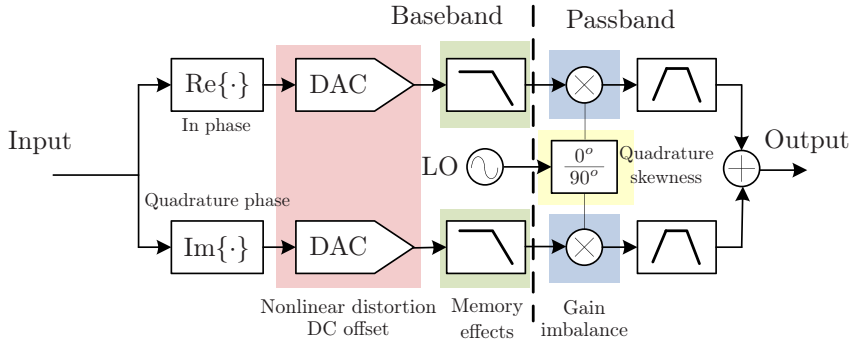 Baseband
Passband
Re{·}
DAC
In phase
Input
LO
0° / 90°
Quadrature
skewness
Output
Quadrature phase
Im{·}
DAC
Nonlinear distortion
DC offset
Memory
effects
Gain
imbalance